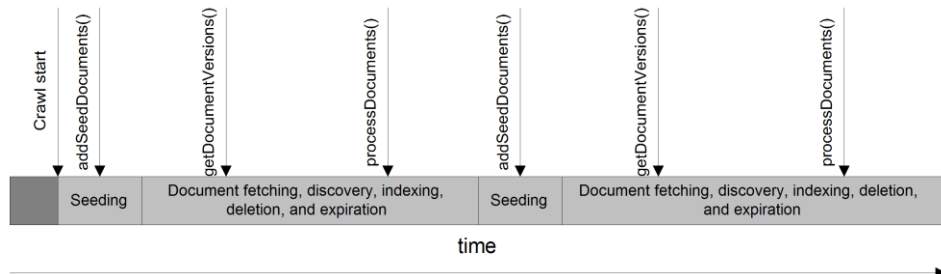 Crawl start
addSeedDocuments()
getDocumentVersions()
processDocuments()
addSeedDocuments()
getDocumentVersions()
processDocuments()
Seeding
Document fetching, discovery, indexing,
deletion, and expiration
Seeding
Document fetching, discovery, indexing, deletion,
and expiration
time